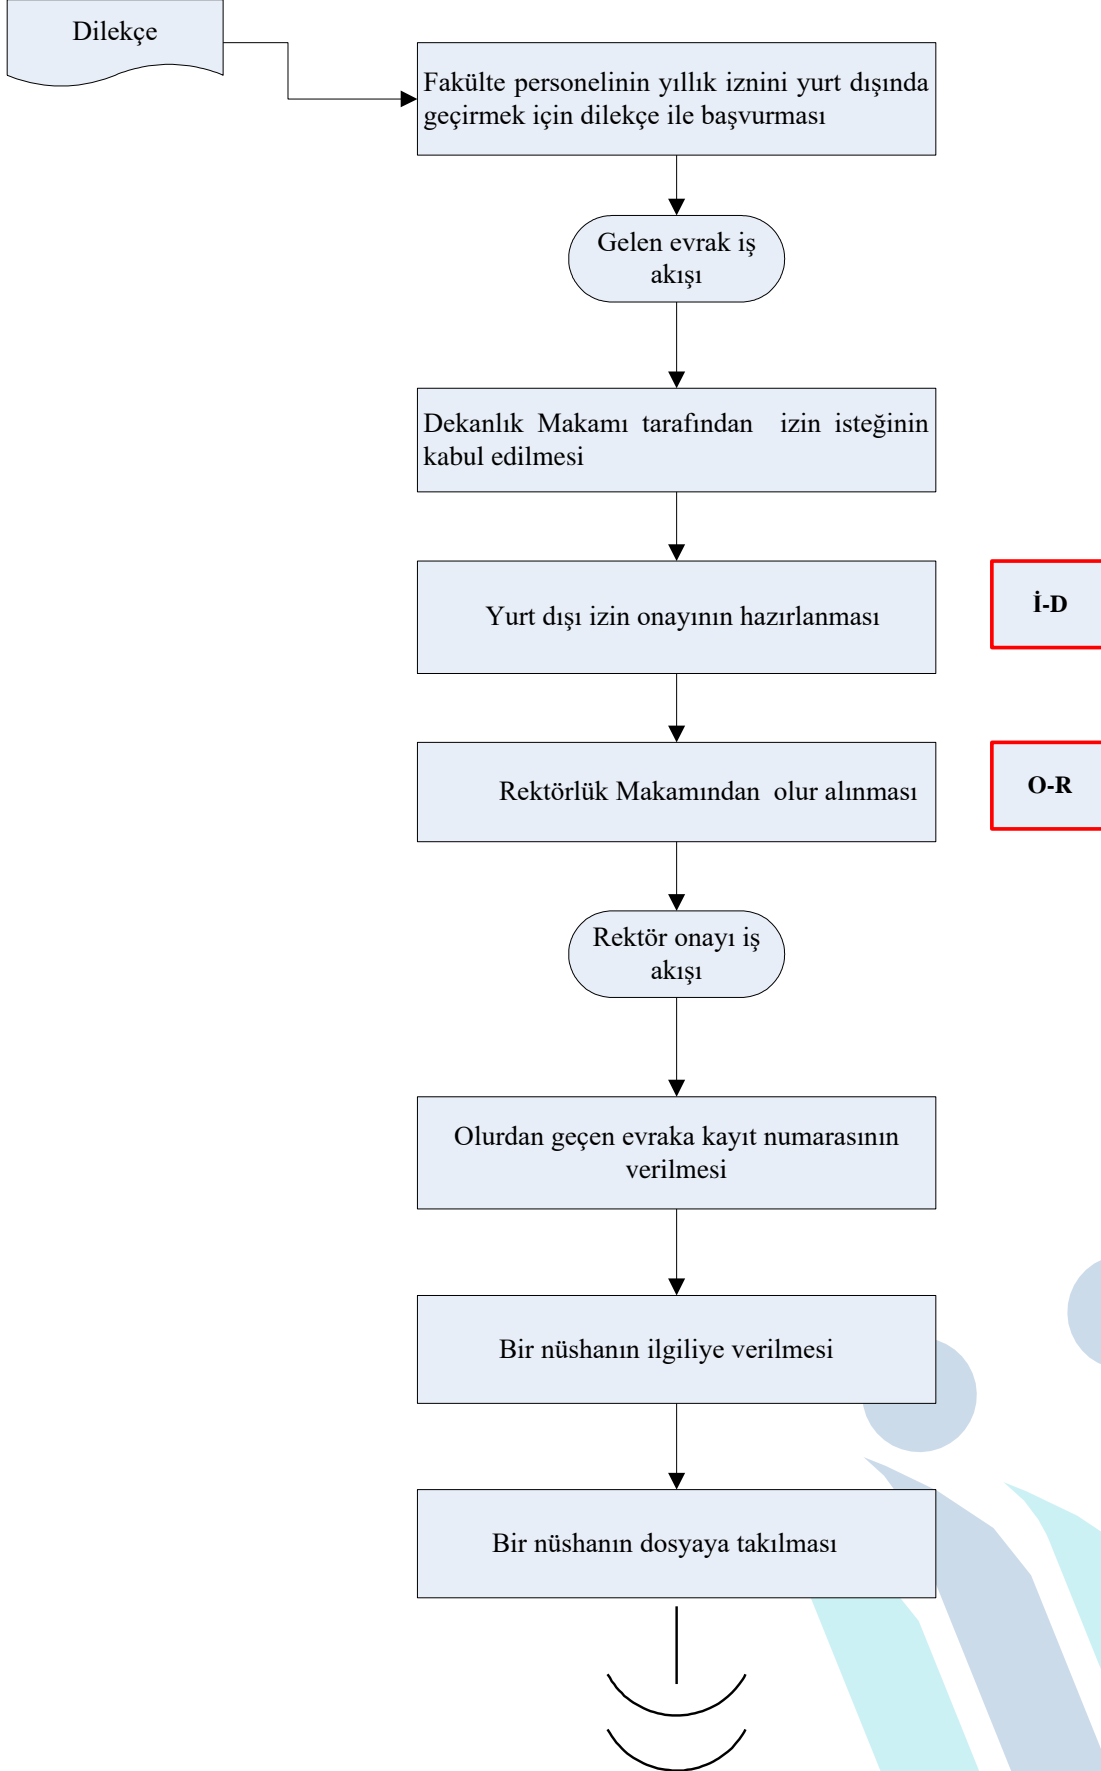 Dilekçe
Fakülte personelinin yıllık iznini yurt dışında
geçirmek için dilekçe ile başvurması
Gelen evrak iş
akışı
Dekanlık Makamı tarafından izin isteğinin
kabul edilmesi
Yurt dışı izin onayının hazırlanması
İ-D
Rektörlük Makamından olur alınması
O-R
Rektör onayı iş
akışı
Olurdan geçen evraka kayıt numarasının
verilmesi
Bir nüshanın ilgiliye verilmesi
Bir nüshanın dosyaya takılması